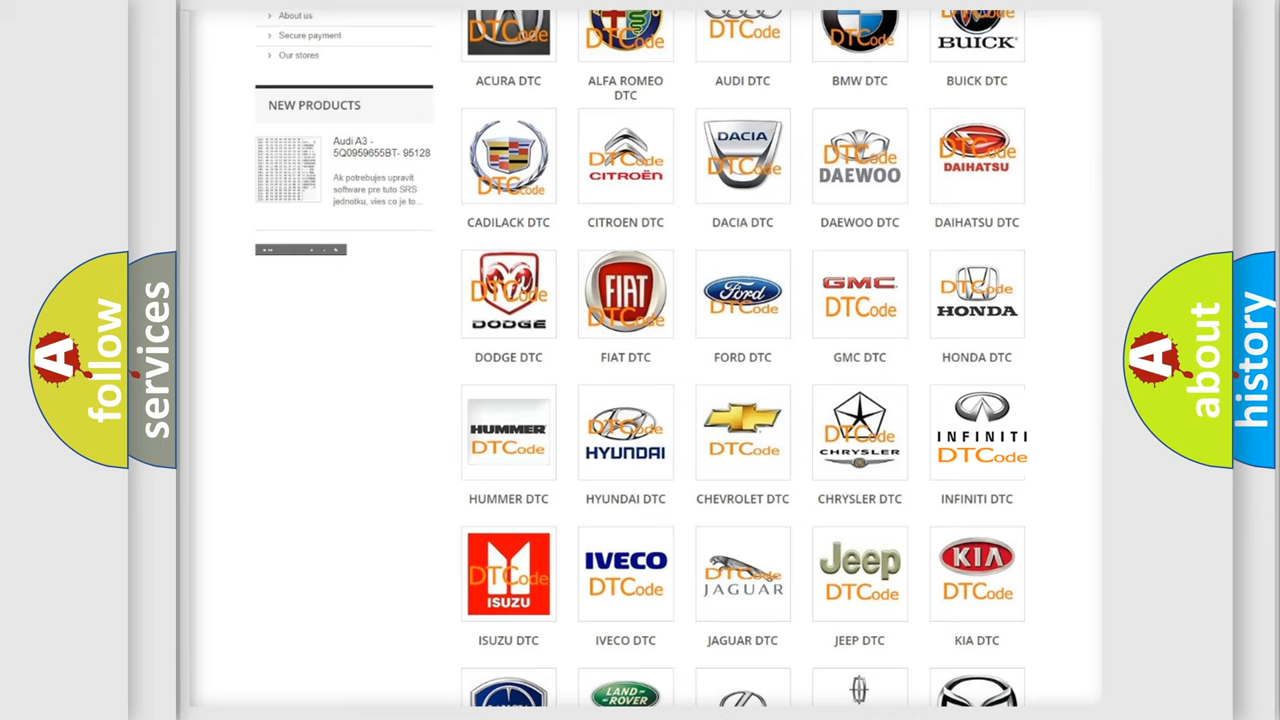 About us
Secure payment
Our stores
NEW PRODUCTS
Audi A3 -
5Q0959655BT- 95128
Ak potrebujes upravit
software pre tuto SRS
jednotku, vies co je to...
DTCode
DTCode
DTCode
DTCode
BUICK
ACURA DTC
ALFA ROMEO
DTC
AUDI DTC
BMW DTC
BUICK DTC
DTCode
DTCode
CITROËN
DACIA
DTCode
DTCode
DAEWOO
DTCode
DAIHATSU
CADILACK DTC
CITROEN DTC
DACIA DTC
DAEWOO DTC
DAIHATSU DTC
DTCode
DODGE
FIAT
DTCode
Ford
DTCode
GMC
DTCode
DTCode
HONDA
DODGE DTC
FIAT DTC
FORD DTC
GMC DTC
HONDA DTC
HUMMER
DTCode
DTCode
HYUNDAI
DTCode
DTCode
CHRYSLER
INFINITI
DTCode
HUMMER DTC
HYUNDAI DTC
CHEVROLET DTC
CHRYSLER DTC
INFINITI DTC
DTCode
ISUZU
IVECO
DTCode
DTCode
JAGUAR
Jeep
DTCode
KIA
DTCode
ISUZU DTC
IVECO DTC
JAGUAR DTC
JEEP DTC
KIA DTC
LAND-
ROVER
A follow
services
A about
history